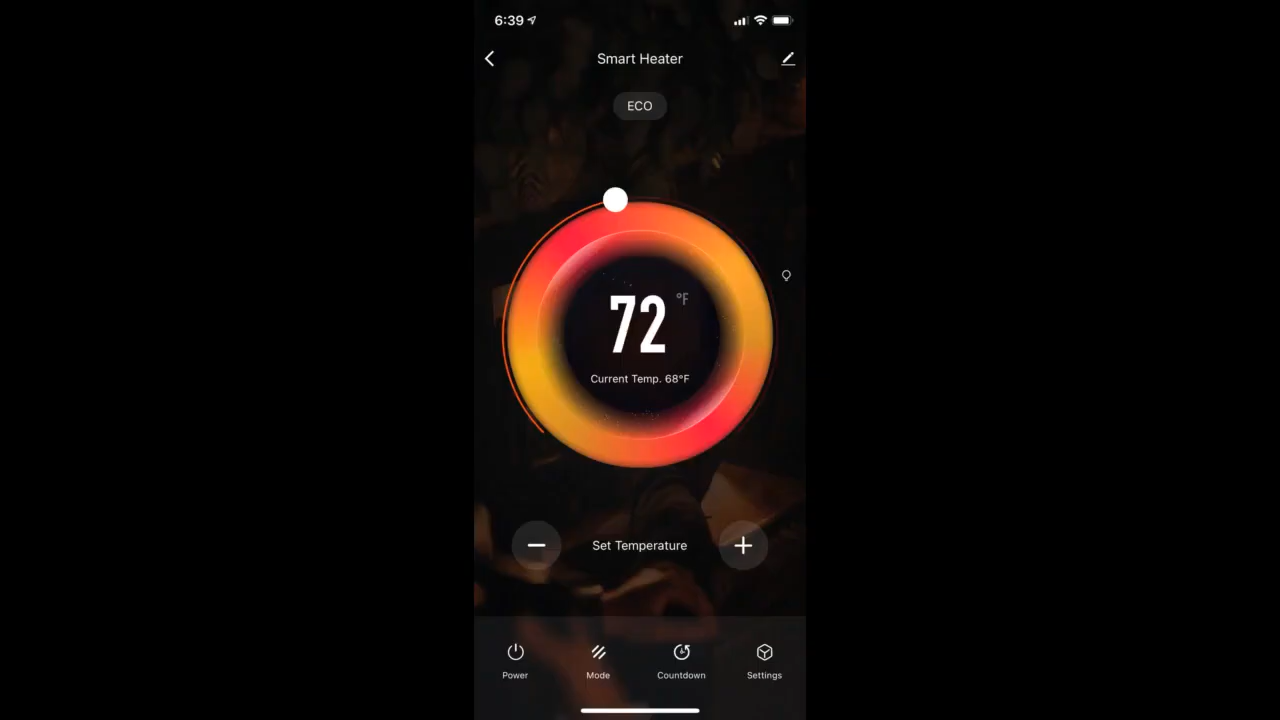 6:39
Smart Heater
ECO
72 °F
Current Temp. 68°F
Set Temperature
Power Mode Countdown Settings